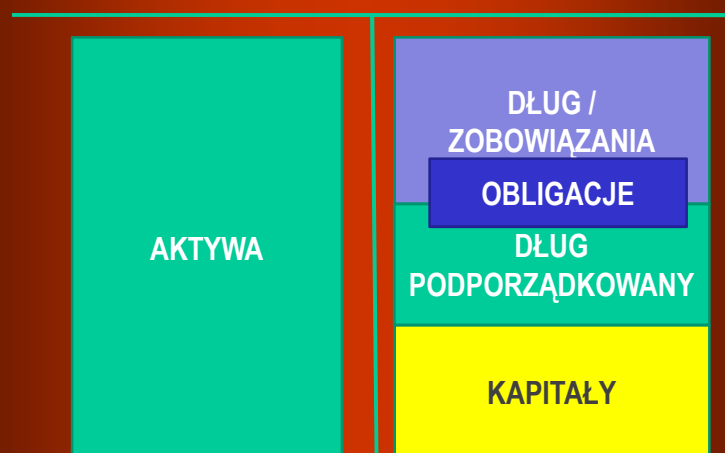 AKTYWA
DŁUG /
ZOBOWIĄZANIA
OBLIGACJE
DŁUG
PODPORZĄDKOWANY
KAPITAŁY